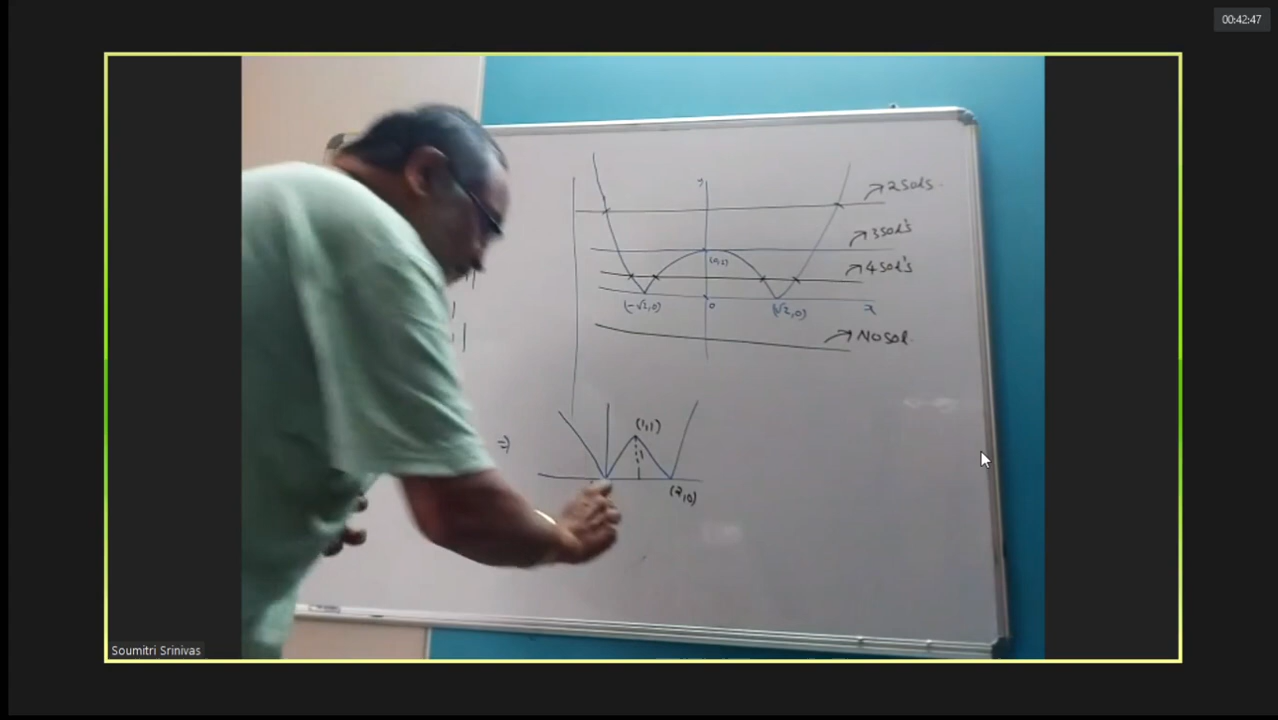 00:42:47
y
2 Sols.
3 Sol's
(0,2)
4 Sol's
(-√2,0)
0
(√2,0)
x
No Sol.
(1,1)
=)
(2,0)
Soumitri Srinivas